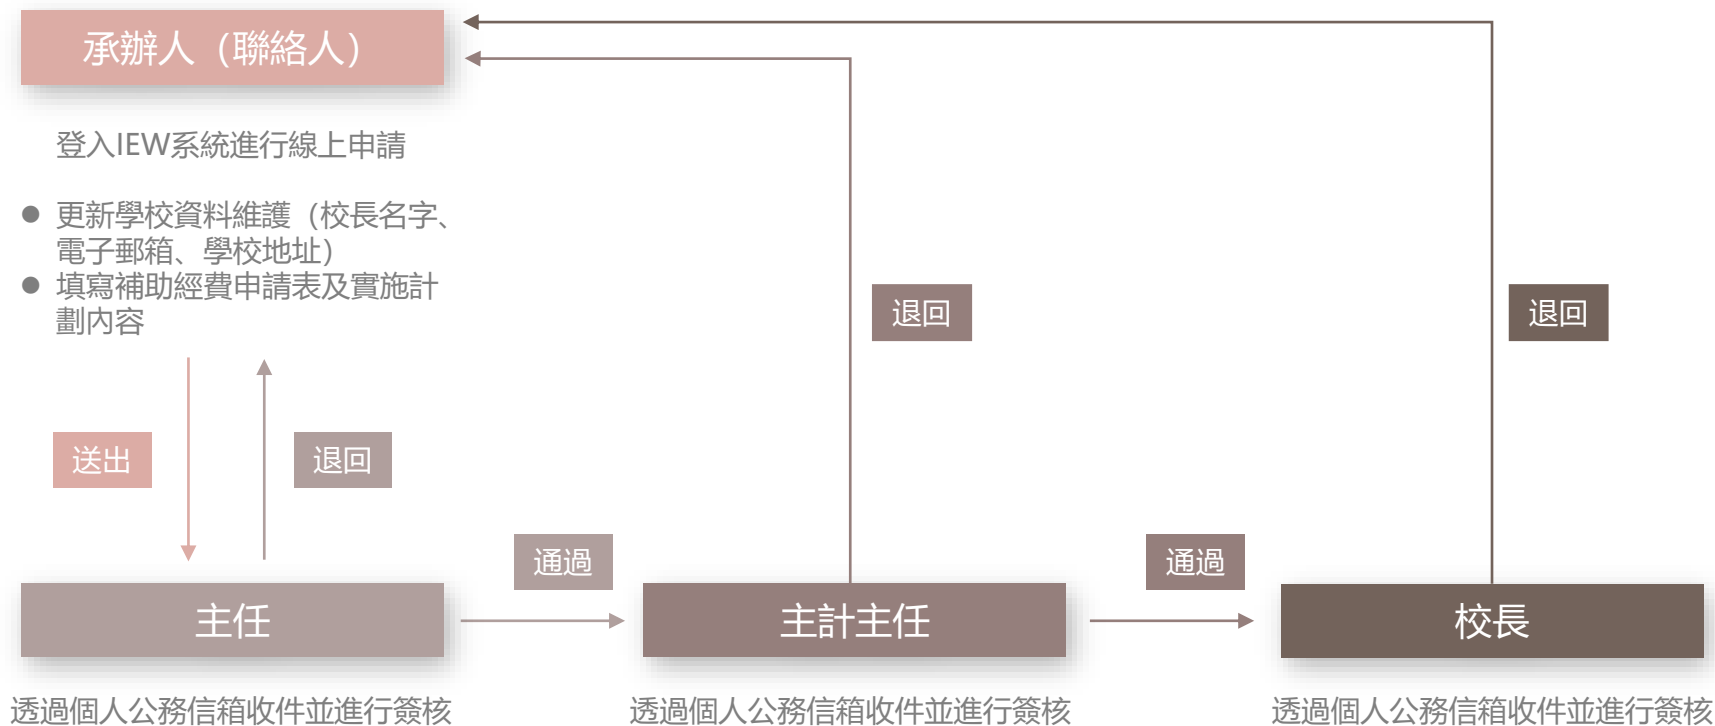 承辦人（聯絡人）
登入IEW系統進行線上申請
● 更新學校資料維護（校長名字、
電子郵箱、學校地址）
● 填寫補助經費申請表及實施計
劃內容
退回
退回
送出
退回
通過
通過
主任
主計主任
校長
透過個人公務信箱收件並進行簽核
透過個人公務信箱收件並進行簽核
透過個人公務信箱收件並進行簽核